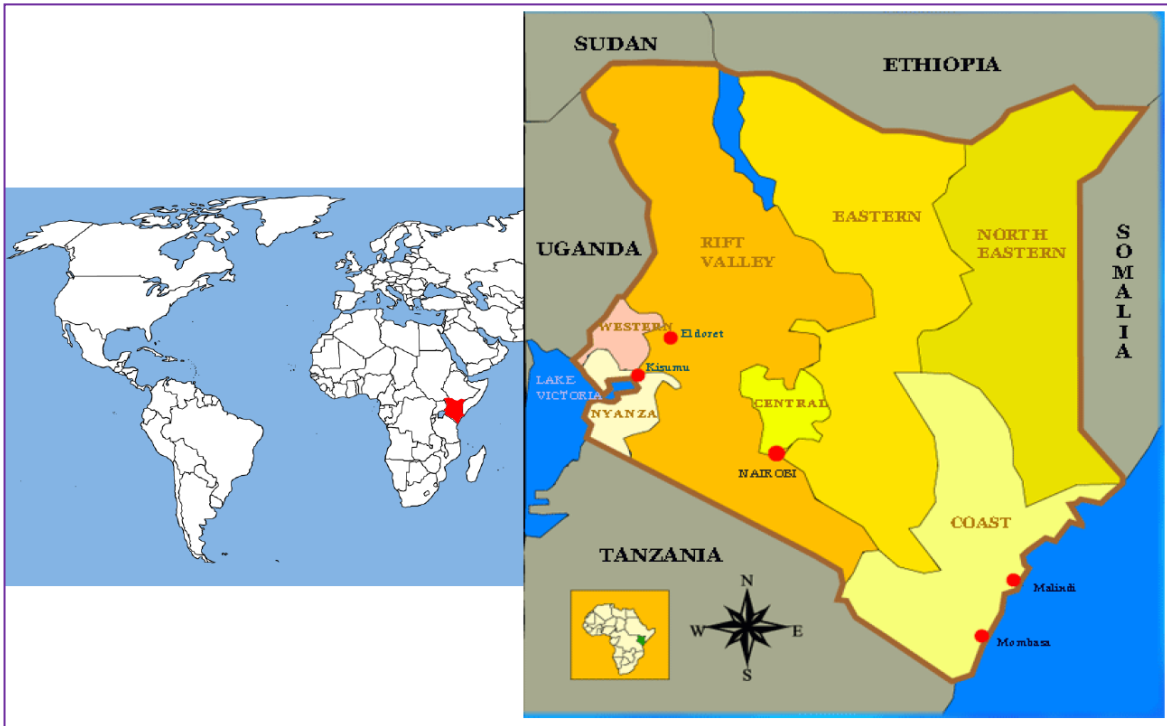 SUDAN
ETHIOPIA
UGANDA
RIFT
VALLEY
EASTERN
NORTH
EASTERN
SOMALIA
WESTERN
Eldoret
Kisumu
LAKE
VICTORIA
NYANZA
CENTRAL
NAIROBI
COAST
TANZANIA
Malindi
Mombasa
N
W
E
S